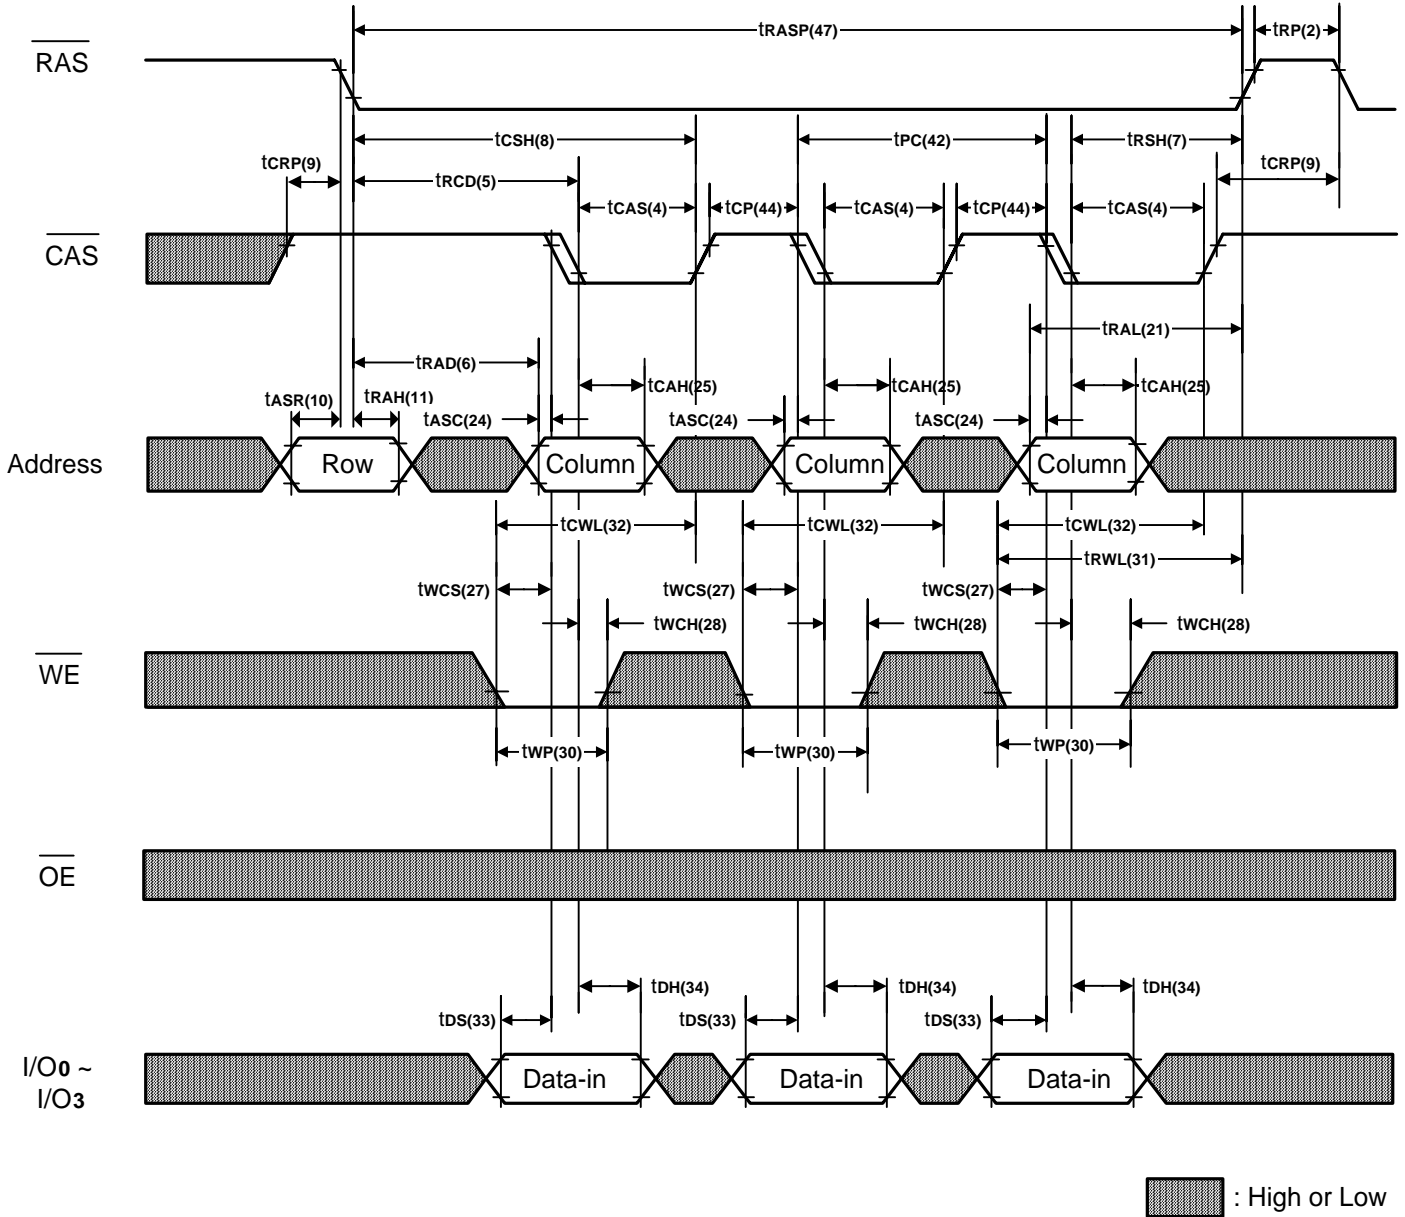 tRASP(47) tRP(2)
RAS
tCSH(8) tPC(42) tRSH(7)
tCRP(9) tRCD(5) tCRP(9)
tCAS(4) tCP(44) tCAS(4) tCP(44) tCAS(4)
CAS
tRAL(21)
tRAD(6)
tASR(10) tRAH(11) tCAH(25) tCAH(25) tCAH(25)
tASC(24) tASC(24) tASC(24)
Address Row Column Column Column
tCWL(32) tCWL(32) tCWL(32)
tRWL(31)
tWCS(27) tWCS(27) tWCS(27)
tWCH(28) tWCH(28) tWCH(28)
WE
tWP(30) tWP(30) tWP(30)
OE
tDH(34) tDH(34) tDH(34)
tDS(33) tDS(33) tDS(33)
I/O0 ~
I/O3
Data-in Data-in Data-in
: High or Low